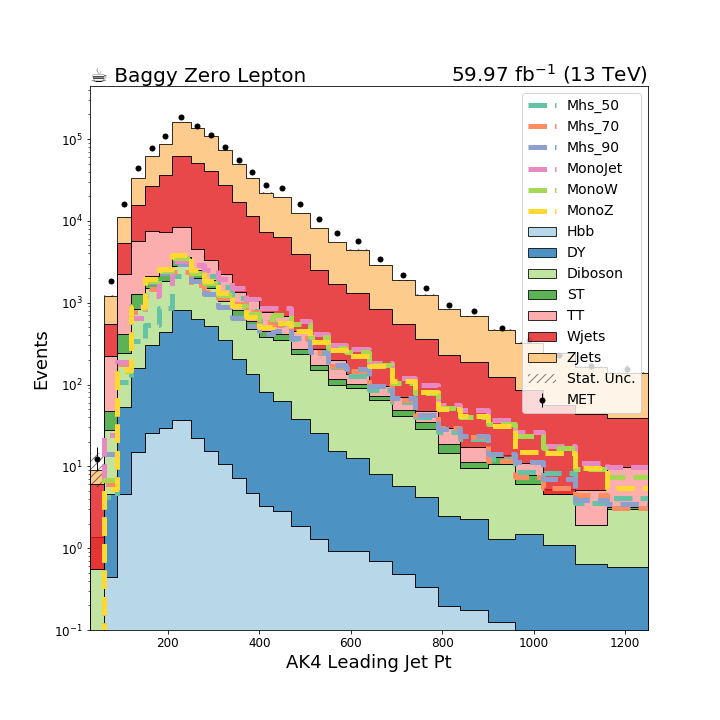 ☕ Baggy Zero Lepton
59.97 fb⁻¹ (13 TeV)
Events
10⁵
10⁴
10³
10²
10¹
10⁰
10⁻¹
Mhs_50
Mhs_70
Mhs_90
MonoJet
MonoW
MonoZ
Hbb
DY
Diboson
ST
TT
Wjets
ZJets
Stat. Unc.
MET
200 400 600 800 1000 1200
AK4 Leading Jet Pt